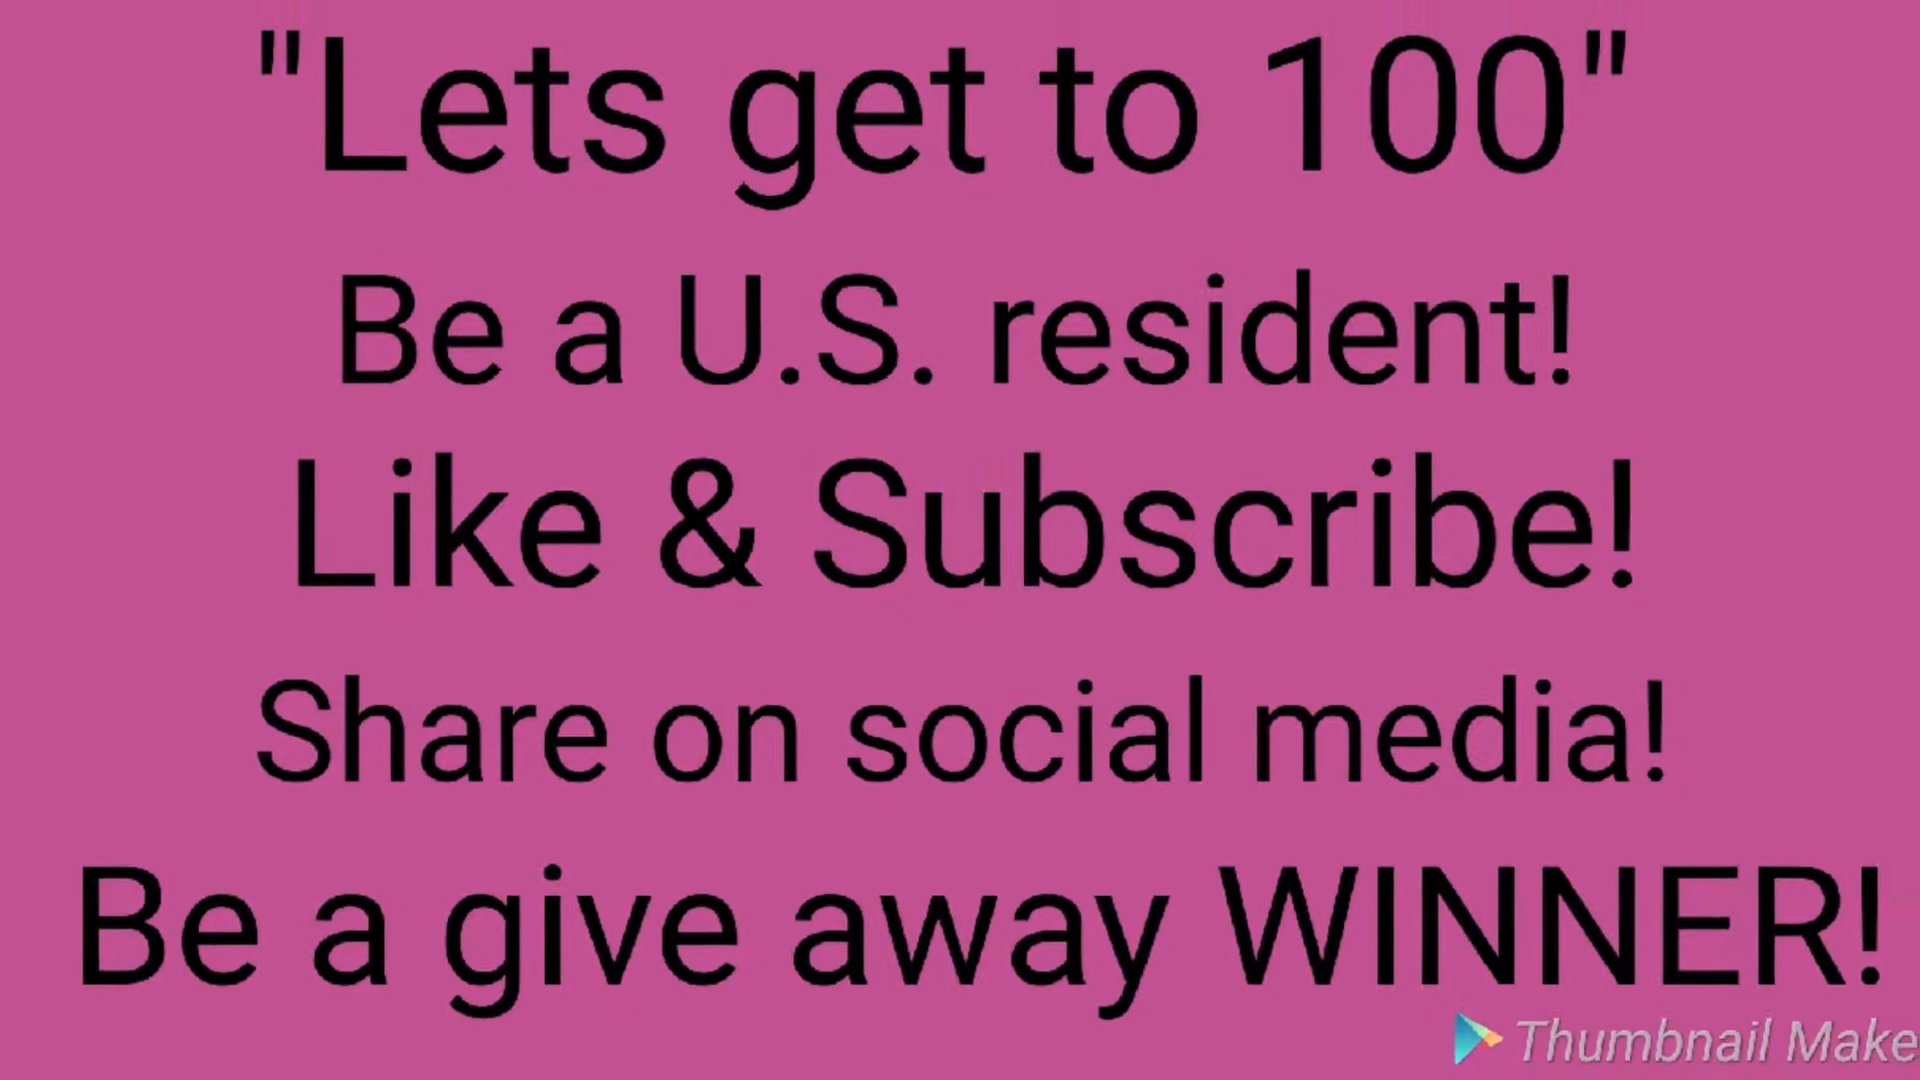 "Lets get to 100"
Be a U.S. resident!
Like & Subscribe!
Share on social media!
Be a give away WINNER!
Thumbnail Make